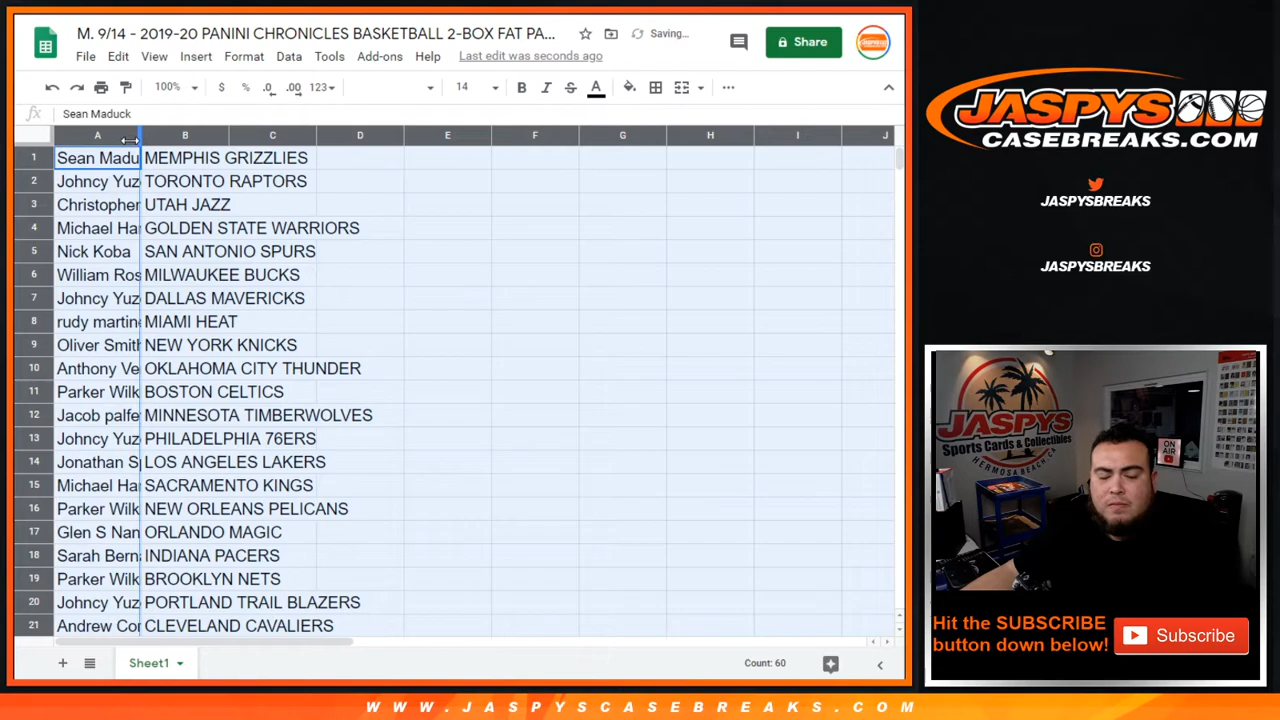 M. 9/14 - 2019-20 PANINI CHRONICLES BASKETBALL 2-BOX FAT PA...
Saving...
File Edit View Insert Format Data Tools Add-ons Help Last edit was seconds ago
Share
100% $ % .0 .00 123 14 B I S A
fx Sean Maduck
A B C D E F G H I J
1 Sean Madu MEMPHIS GRIZZLIES
2 Johncy Yuz TORONTO RAPTORS
3 Christopher UTAH JAZZ
4 Michael Ha GOLDEN STATE WARRIORS
5 Nick Koba SAN ANTONIO SPURS
6 William Ros MILWAUKEE BUCKS
7 Johncy Yuz DALLAS MAVERICKS
8 rudy martin MIAMI HEAT
9 Oliver Smith NEW YORK KNICKS
10 Anthony Ve OKLAHOMA CITY THUNDER
11 Parker Wilk BOSTON CELTICS
12 Jacob palfe MINNESOTA TIMBERWOLVES
13 Johncy Yuz PHILADELPHIA 76ERS
14 Jonathan S LOS ANGELES LAKERS
15 Michael Ha SACRAMENTO KINGS
16 Parker Wilk NEW ORLEANS PELICANS
17 Glen S Nan ORLANDO MAGIC
18 Sarah Bern INDIANA PACERS
19 Parker Wilk BROOKLYN NETS
20 Johncy Yuz PORTLAND TRAIL BLAZERS
21 Andrew Cor CLEVELAND CAVALIERS
Sheet1
Count: 60
JASPYS
CASEBREAKS.COM
JASPYSBREAKS
JASPYSBREAKS
JASPYS
Sports Cards & Collectibles
HERMOSA BEACH, CA
ON
AIR
Hit the SUBSCRIBE
button down below!
Subscribe
WWW.JASPYSCASEBREAKS.COM